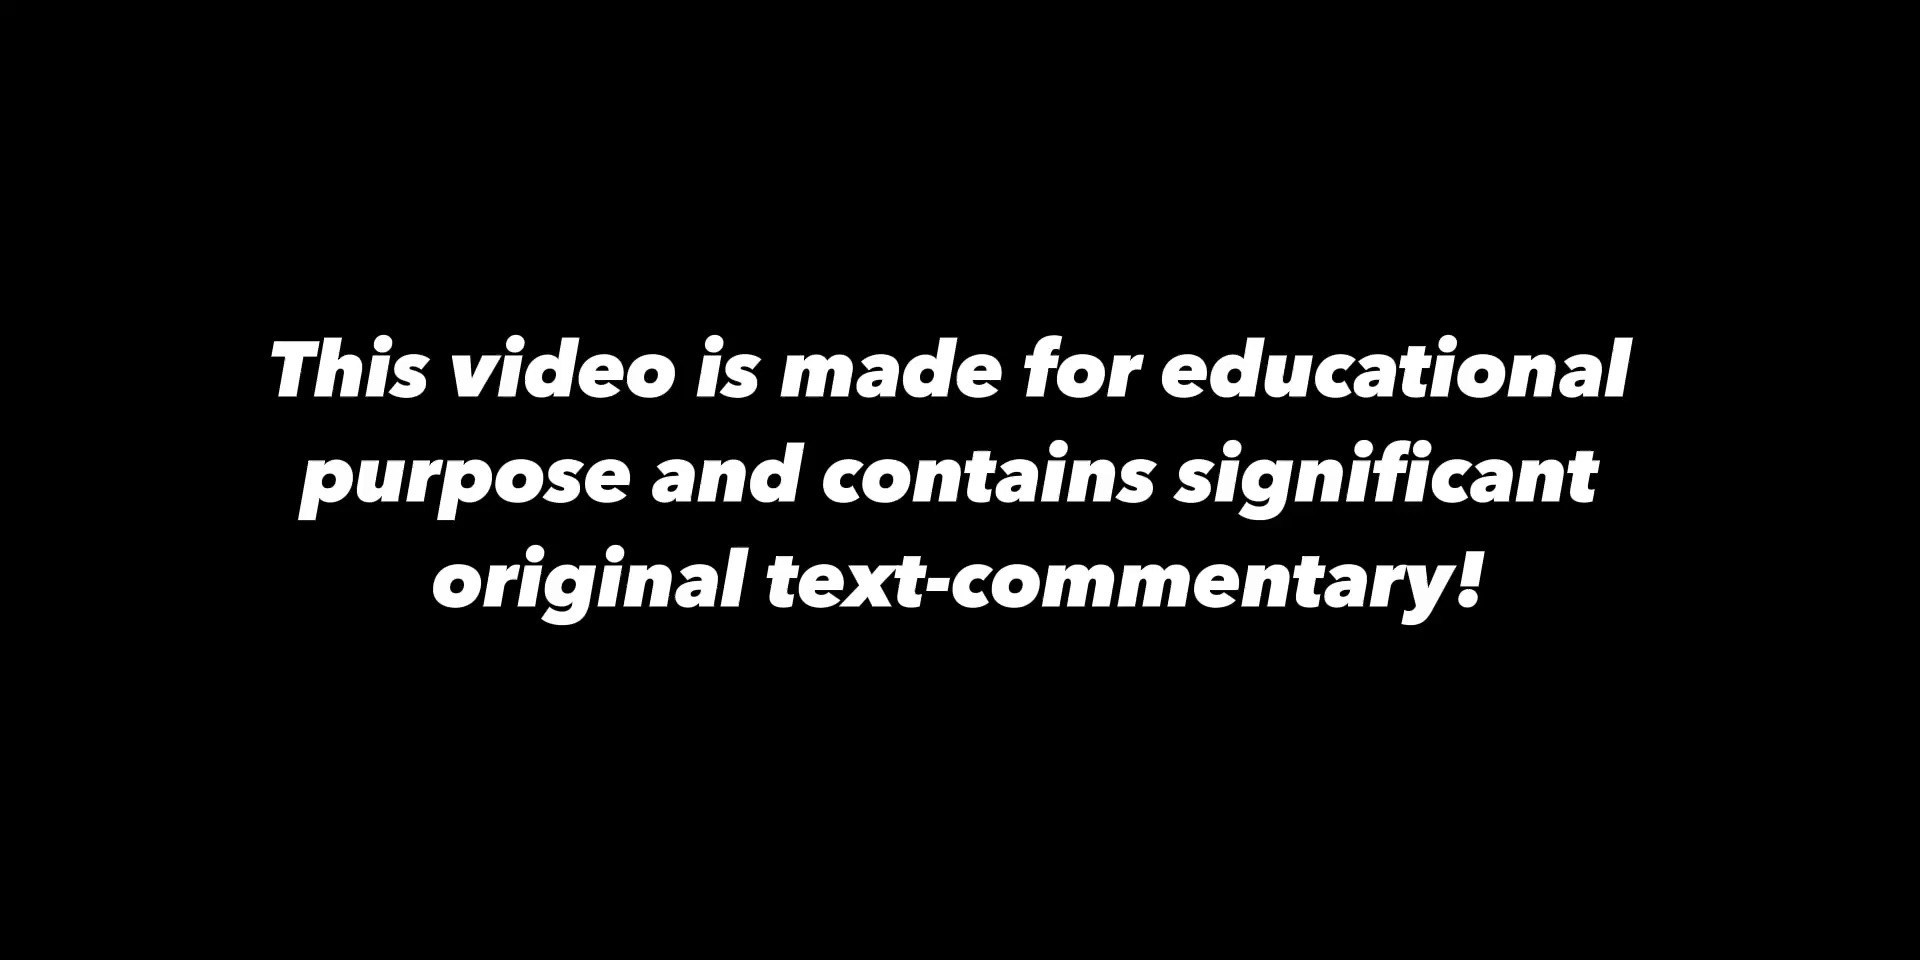 This video is made for educational
purpose and contains significant
original text-commentary!